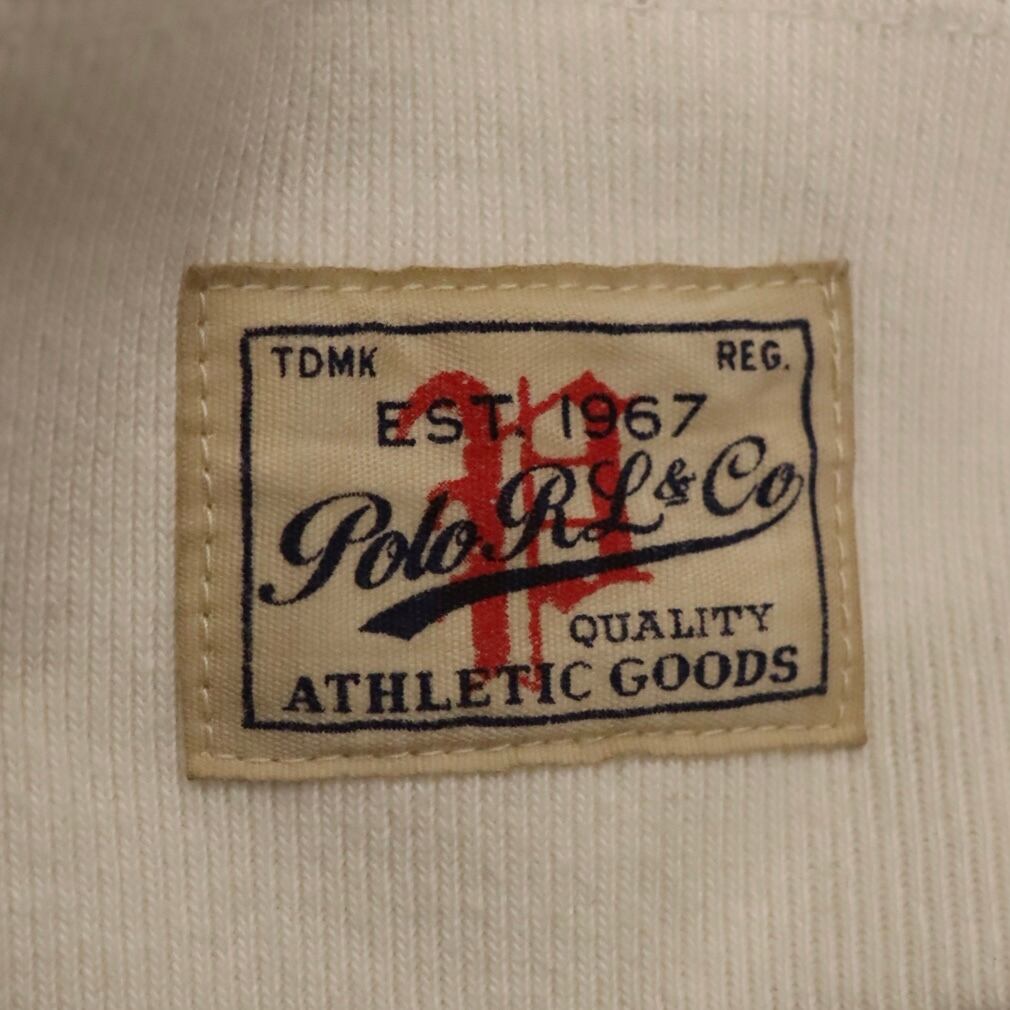 TDMK REG.
P
EST. 1967
Polo RL & Co
QUALITY
ATHLETIC GOODS